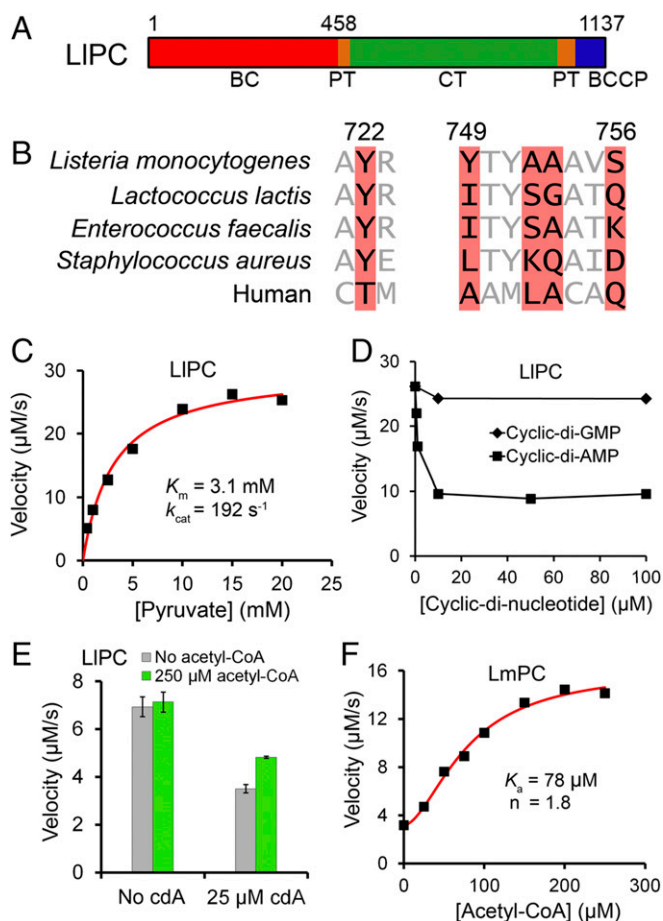 A
1 458 1137
LlPC
BC PT CT PT BCCP
B
722 749 756
Listeria monocytogenes AYR YTYAAAVS
Lactococcus lactis AYR ITYSGATQ
Enterococcus faecalis AYR ITYSAATK
Staphylococcus aureus AYE LTYKQAID
Human CTM AAMLACAQ
C
LlPC
Velocity (µM/s)
30
20
10
0
Km = 3.1 mM
kcat = 192 s⁻¹
0 5 10 15 20 25
[Pyruvate] (mM)
D
LlPC
Velocity (µM/s)
30
20
10
0
Cyclic-di-GMP
Cyclic-di-AMP
0 20 40 60 80 100
[Cyclic-di-nucleotide] (µM)
E
LlPC
No acetyl-CoA
250 µM acetyl-CoA
Velocity (µM/s)
8
6
4
2
0
No cdA 25 µM cdA
F
LmPC
Velocity (µM/s)
16
12
8
4
0
Ka = 78 µM
n = 1.8
0 100 200 300
[Acetyl-CoA] (µM)